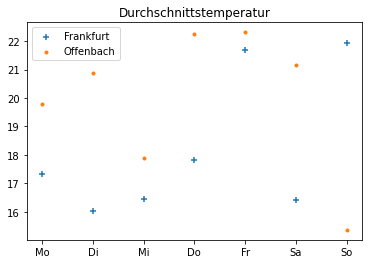 Durchschnittstemperatur
Frankfurt
Offenbach
22
21
20
19
18
17
16
Mo Di Mi Do Fr Sa So